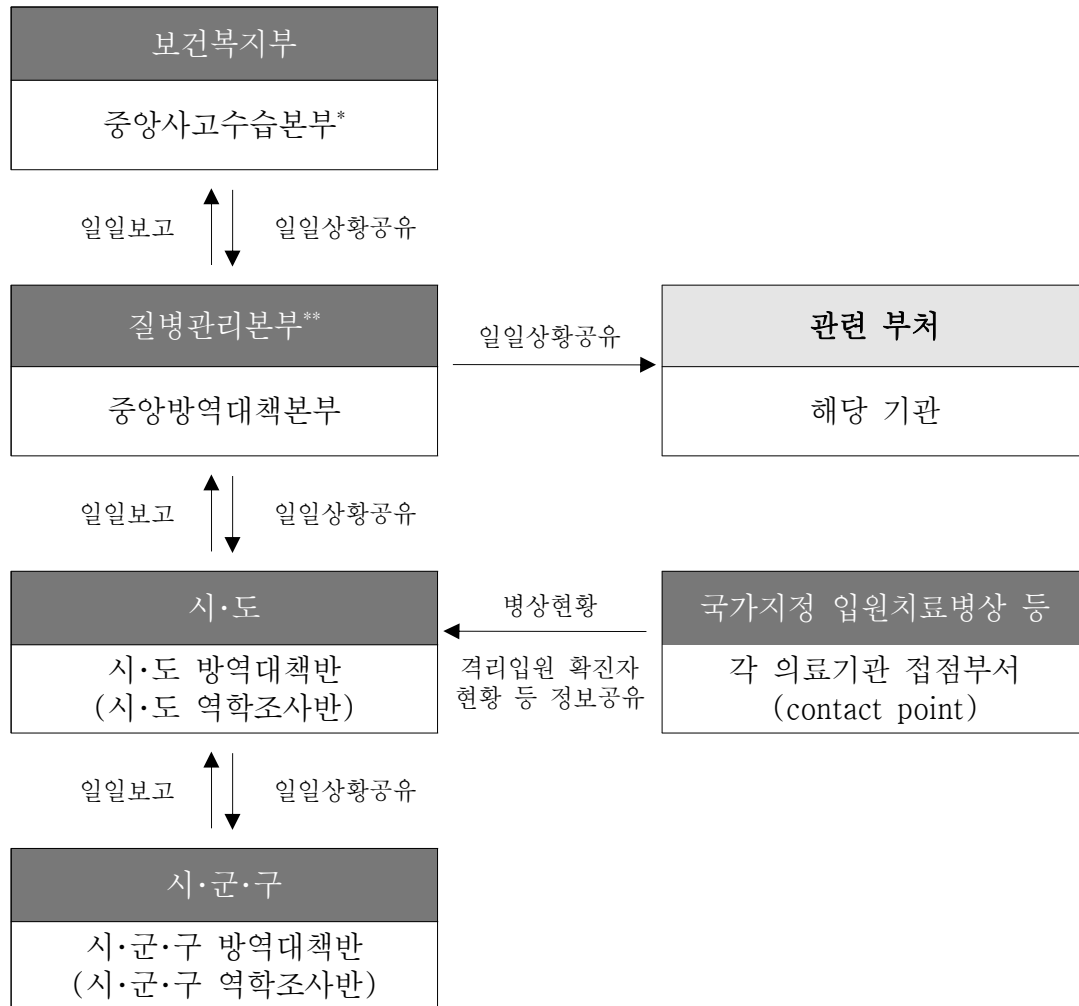 보건복지부
중앙사고수습본부*
일일보고
일일상황공유
질병관리본부**
중앙방역대책본부
일일상황공유
관련 부처
해당 기관
일일보고
일일상황공유
시·도
시·도 방역대책반
(시·도 역학조사반)
병상현황
격리입원 확진자
현황 등 정보공유
국가지정 입원치료병상 등
각 의료기관 접점부서
(contact point)
일일보고
일일상황공유
시·군·구
시·군·구 방역대책반
(시·군·구 역학조사반)